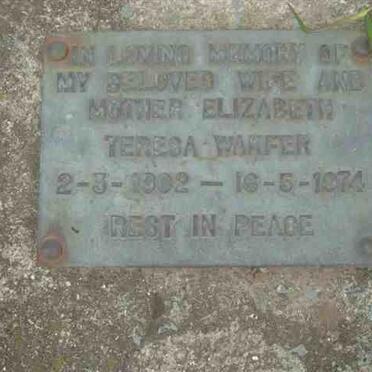 IN LOVING MEMORY OF
MY BELOVED WIFE AND
MOTHER ELIZABETH
TERESA
2-3-1902 — 16-5-1974
REST IN PEACE